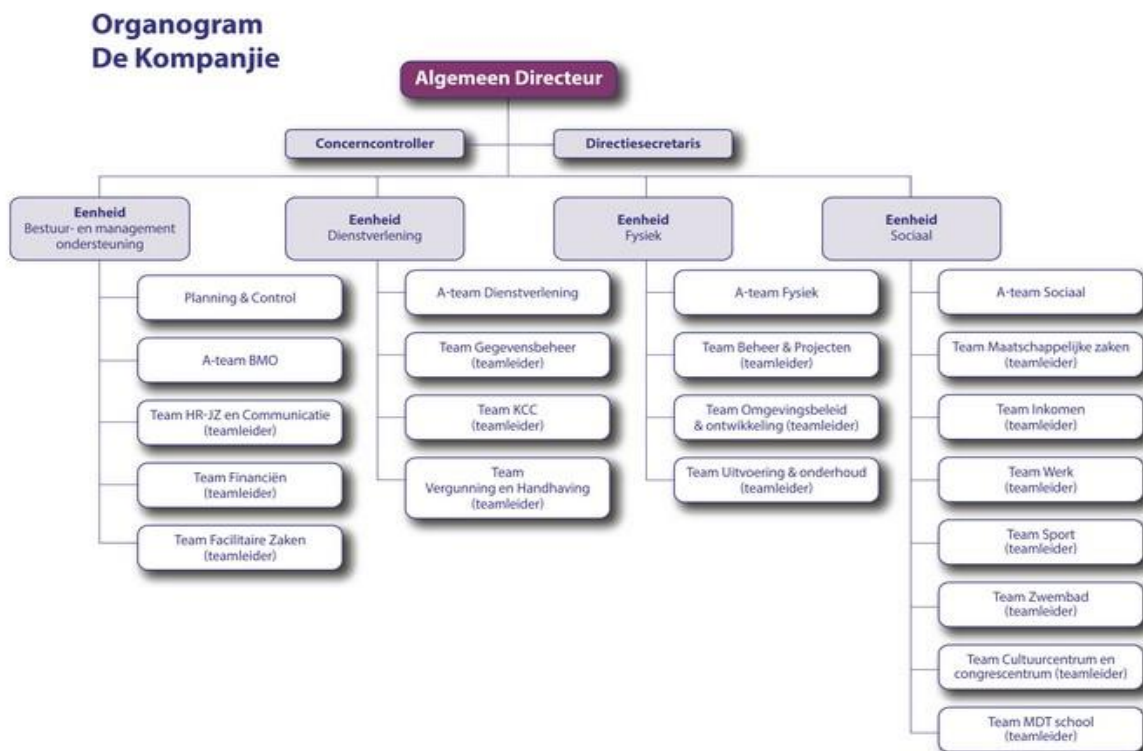 Organogram
De Kompanjie
Algemeen Directeur
Concerncontroller
Directiesecretaris
Eenheid
Bestuur- en management
ondersteuning
Planning & Control
A-team BMO
Team HR-JZ en Communicatie
(teamleider)
Team Financiën
(teamleider)
Team Facilitaire Zaken
(teamleider)
Eenheid
Dienstverlening
A-team Dienstverlening
Team Gegevensbeheer
(teamleider)
Team KCC
(teamleider)
Team
Vergunning en Handhaving
(teamleider)
Eenheid
Fysiek
A-team Fysiek
Team Beheer & Projecten
(teamleider)
Team Omgevingsbeleid
& ontwikkeling (teamleider)
Team Uitvoering & onderhoud
(teamleider)
Eenheid
Sociaal
A-team Sociaal
Team Maatschappelijke zaken
(teamleider)
Team Inkomen
(teamleider)
Team Werk
(teamleider)
Team Sport
(teamleider)
Team Zwembad
(teamleider)
Team Cultuurcentrum en
congrescentrum (teamleider)
Team MDT school
(teamleider)